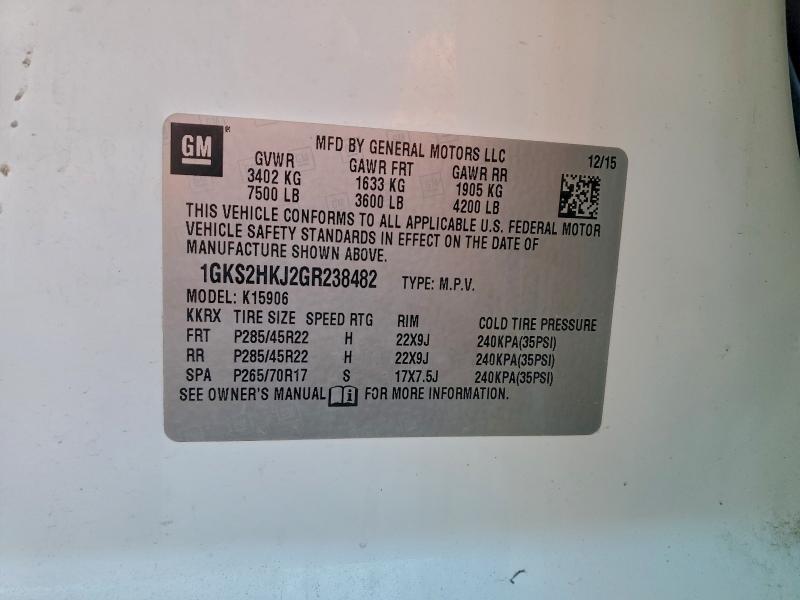 GM ®
MFD BY GENERAL MOTORS LLC 12/15
GVWR GAWR FRT GAWR RR
3402 KG 1633 KG 1905 KG
7500 LB 3600 LB 4200 LB
THIS VEHICLE CONFORMS TO ALL APPLICABLE U.S. FEDERAL MOTOR
VEHICLE SAFETY STANDARDS IN EFFECT ON THE DATE OF
MANUFACTURE SHOWN ABOVE.
1GKS2HKJ2GR238482 TYPE: M.P.V.
MODEL: K15906
KKRX TIRE SIZE SPEED RTG RIM COLD TIRE PRESSURE
FRT P285/45R22 H 22X9J 240KPA(35PSI)
RR P285/45R22 H 22X9J 240KPA(35PSI)
SPA P265/70R17 S 17X7.5J 240KPA(35PSI)
SEE OWNER'S MANUAL i FOR MORE INFORMATION.